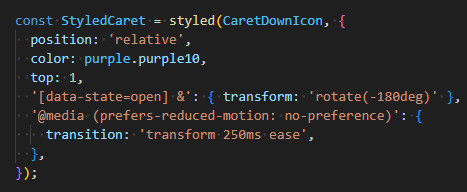 const StyledCaret = styled(CaretDownIcon, {
  position: 'relative',
  color: purple.purple10,
  top: 1,
  '[data-state=open] &': { transform: 'rotate(-180deg)' },
  '@media (prefers-reduced-motion: no-preference)': {
    transition: 'transform 250ms ease',
  },
});